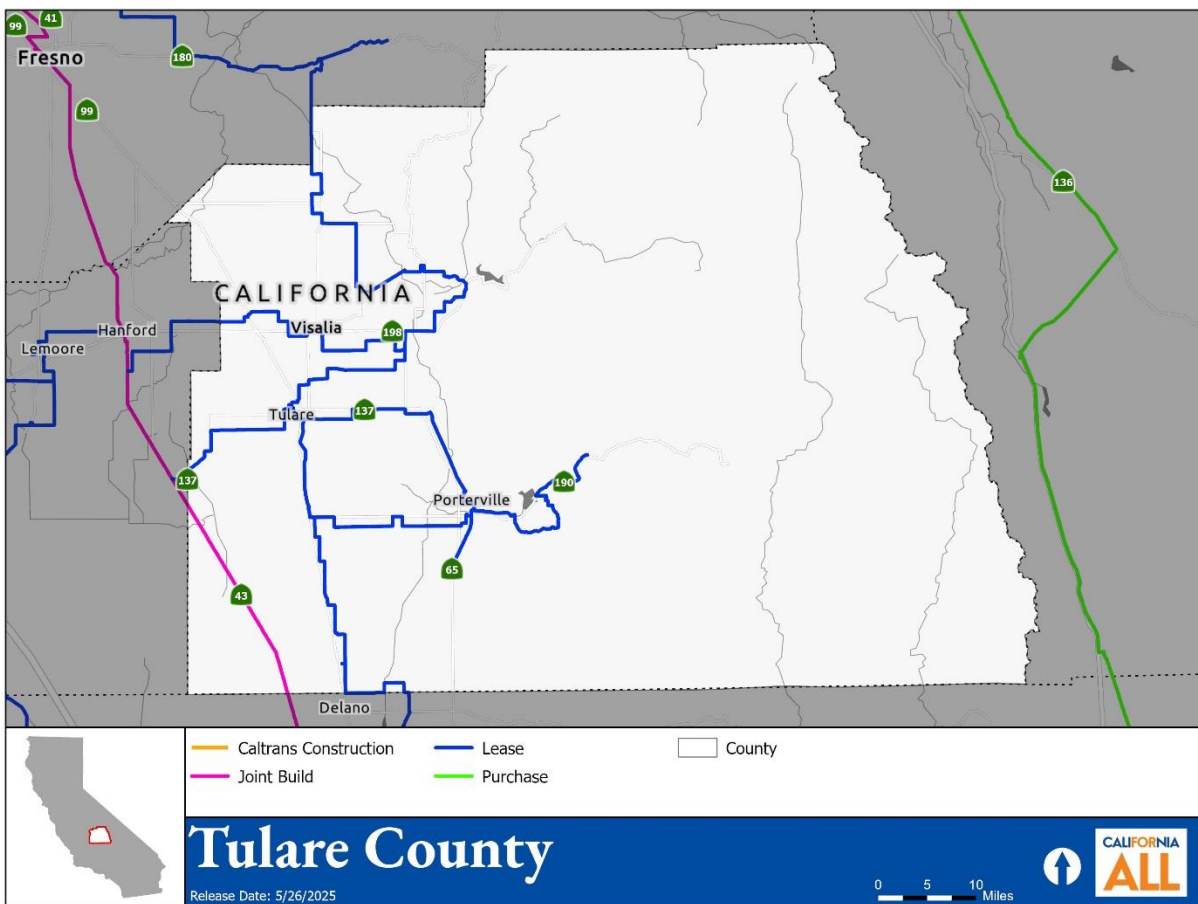 41
99
Fresno
180
99
136
CALIFORNIA
Hanford
Visalia
198
Lemoore
Tulare
137
137
190
Porterville
65
43
Delano
Caltrans Construction
Lease
County
Joint Build
Purchase
Tulare County
Release Date: 5/26/2025
0 5 10
Miles
CALIFORNIA
ALL